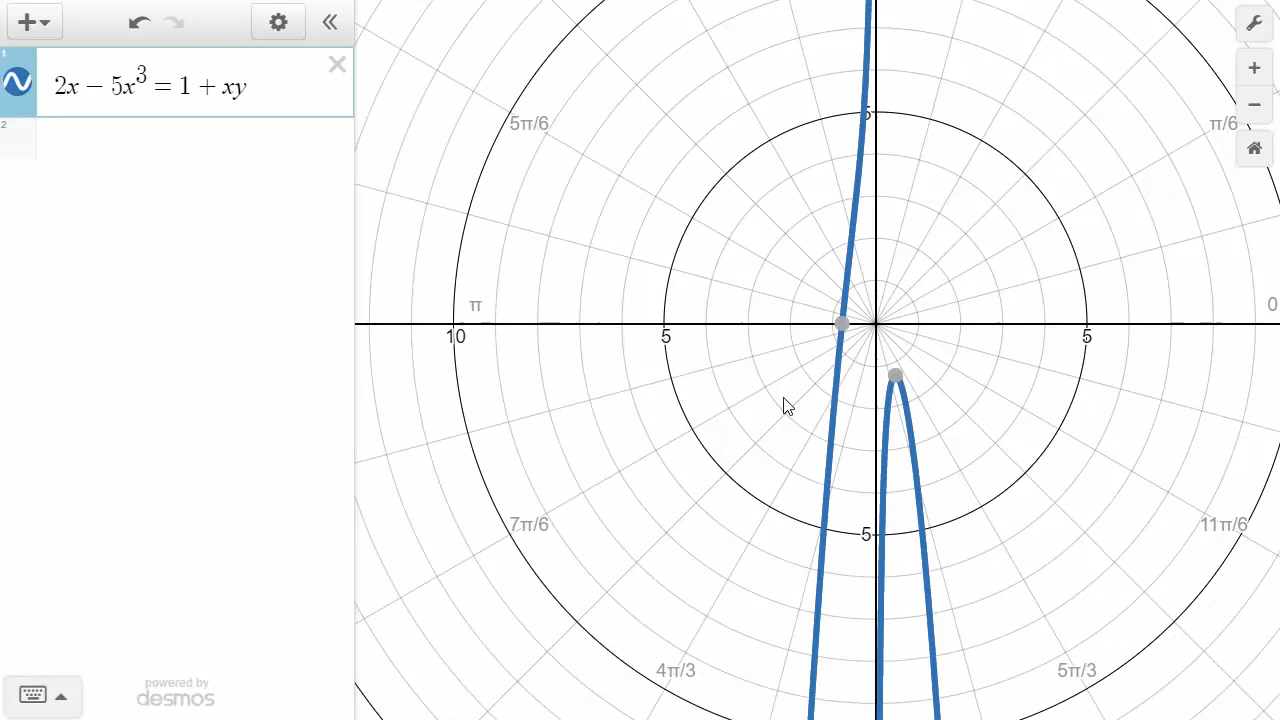 1
2x − 5x³ = 1 + xy
2
5π/6
π/6
5
π
0
10
5
5
7π/6
11π/6
5
4π/3
5π/3
powered by
desmos